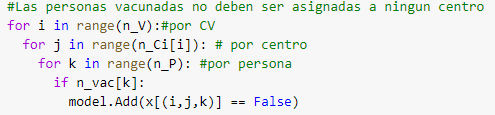 #Las personas vacunadas no deben ser asignadas a ningun centro
for i in range(n_V):#por CV
for j in range(n_Ci[i]): # por centro
for k in range(n_P): #por persona
if n_vac[k]:
model.Add(x[(i,j,k)] == False)